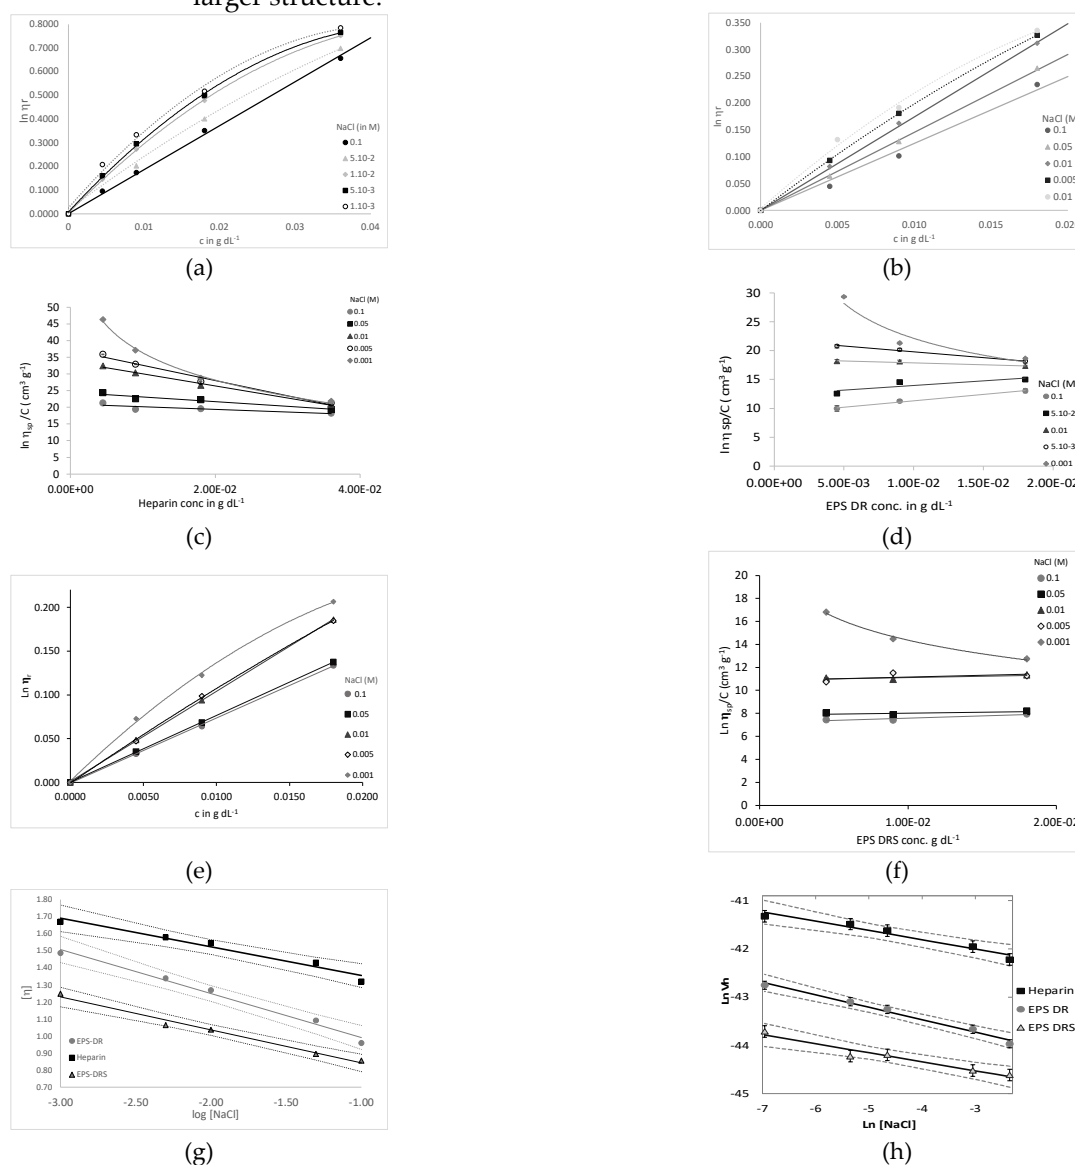 larger structure.
0.8000
0.7000
0.6000
0.5000
0.4000
0.3000
0.2000
0.1000
0.0000
ln ηr
0
0.01
0.02
0.03
0.04
c in g dL-1
NaCl (in M)
0.1
5.10-2
1.10-2
5.10-3
1.10-3
(a)
0.350
0.300
0.250
0.200
0.150
0.100
0.050
0.000
ln ηr
0.000
0.005
0.010
0.015
0.020
c in g dL-1
NaCl (M
0.1
0.05
0.01
0.005
0.01
(b)
50
45
40
35
30
25
20
15
10
5
0
ln ηsp /C ( cm3 g-1)
0.00E+00
2.00E-02
4.00E-02
Heparin conc in g dL-1
NaCl (M)
0.1
0.05
0.01
0.005
0.001
(c)
30
25
20
15
10
5
0
ln η sp/C ( cm3 g-1)
0.00E+00
5.00E-03
1.00E-02
1.50E-02
2.00E-02
EPS DR conc. in g dL-1
NaCl (M)
0.1
5.10-2
0.01
5.10-3
0.001
(d)
0.200
0.150
0.100
0.050
0.000
Ln ηr
0.0000
0.0050
0.0100
0.0150
0.0200
c in g dL-1
NaCl (M)
0.1
0.05
0.01
0.005
0.001
(e)
20
18
16
14
12
10
8
6
4
2
0
Ln ηsp/C (cm3 g-1)
0.00E+00
1.00E-02
2.00E-02
EPS DRS conc. g dL-1
NaCl (M)
0.1
0.05
0.01
0.005
0.001
(f)
1.80
1.70
1.60
1.50
1.40
1.30
1.20
1.10
1.00
0.90
0.80
0.70
[η]
-3.00
-2.50
-2.00
-1.50
-1.00
log [NaCl]
EPS-DR
Heparin
EPS-DRS
(g)
-41
-42
-43
-44
-45
Ln Vh
-7
-6
-5
-4
-3
Ln [NaCl]
Heparin
EPS DR
EPS DRS
(h)